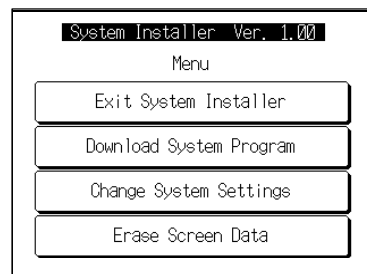 System Installer Ver. 1.00
Menu
Exit System Installer
Download System Program
Change System Settings
Erase Screen Data